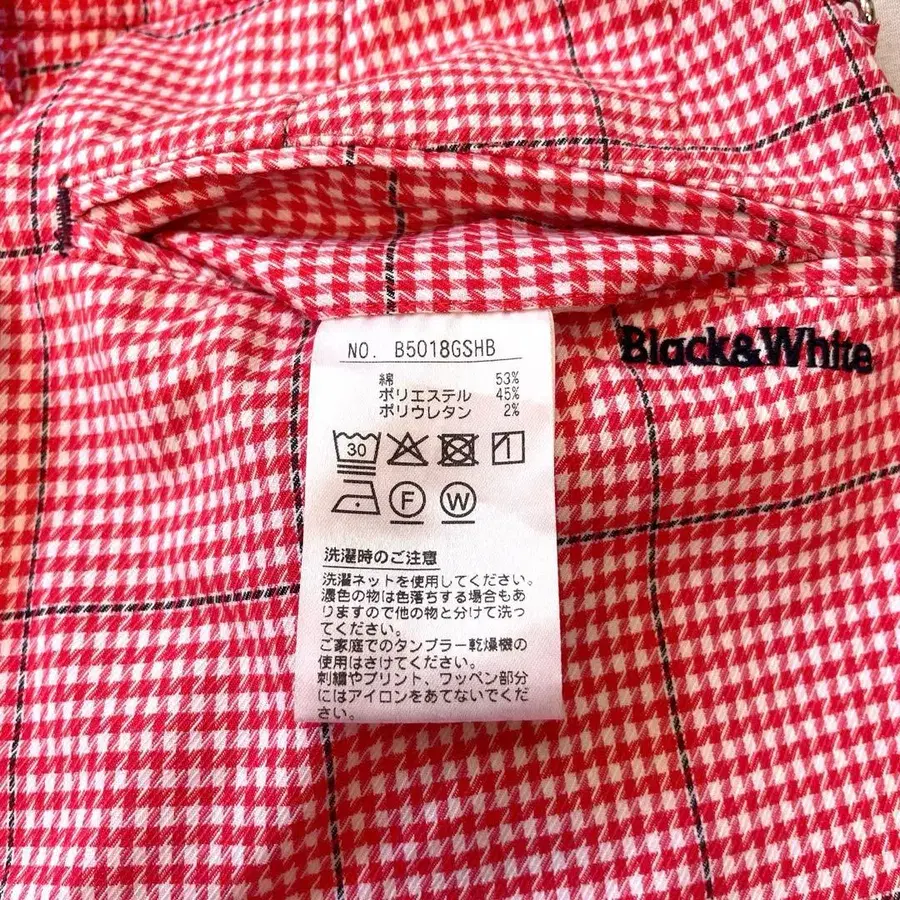 NO. B5018GSHB
綿 53%
ポリエステル 45%
ポリウレタン 2%
30
F W
洗濯時のご注意
洗濯ネットを使用してください。
濃色の物は色落ちする場合もあ
りますので他の物と分けて洗っ
てください。
ご家庭でのタンブラー乾燥機の
使用はさけてください。
刺繍やプリント、ワッペン部分
にはアイロンをあてないでくだ
さい。
Black&White